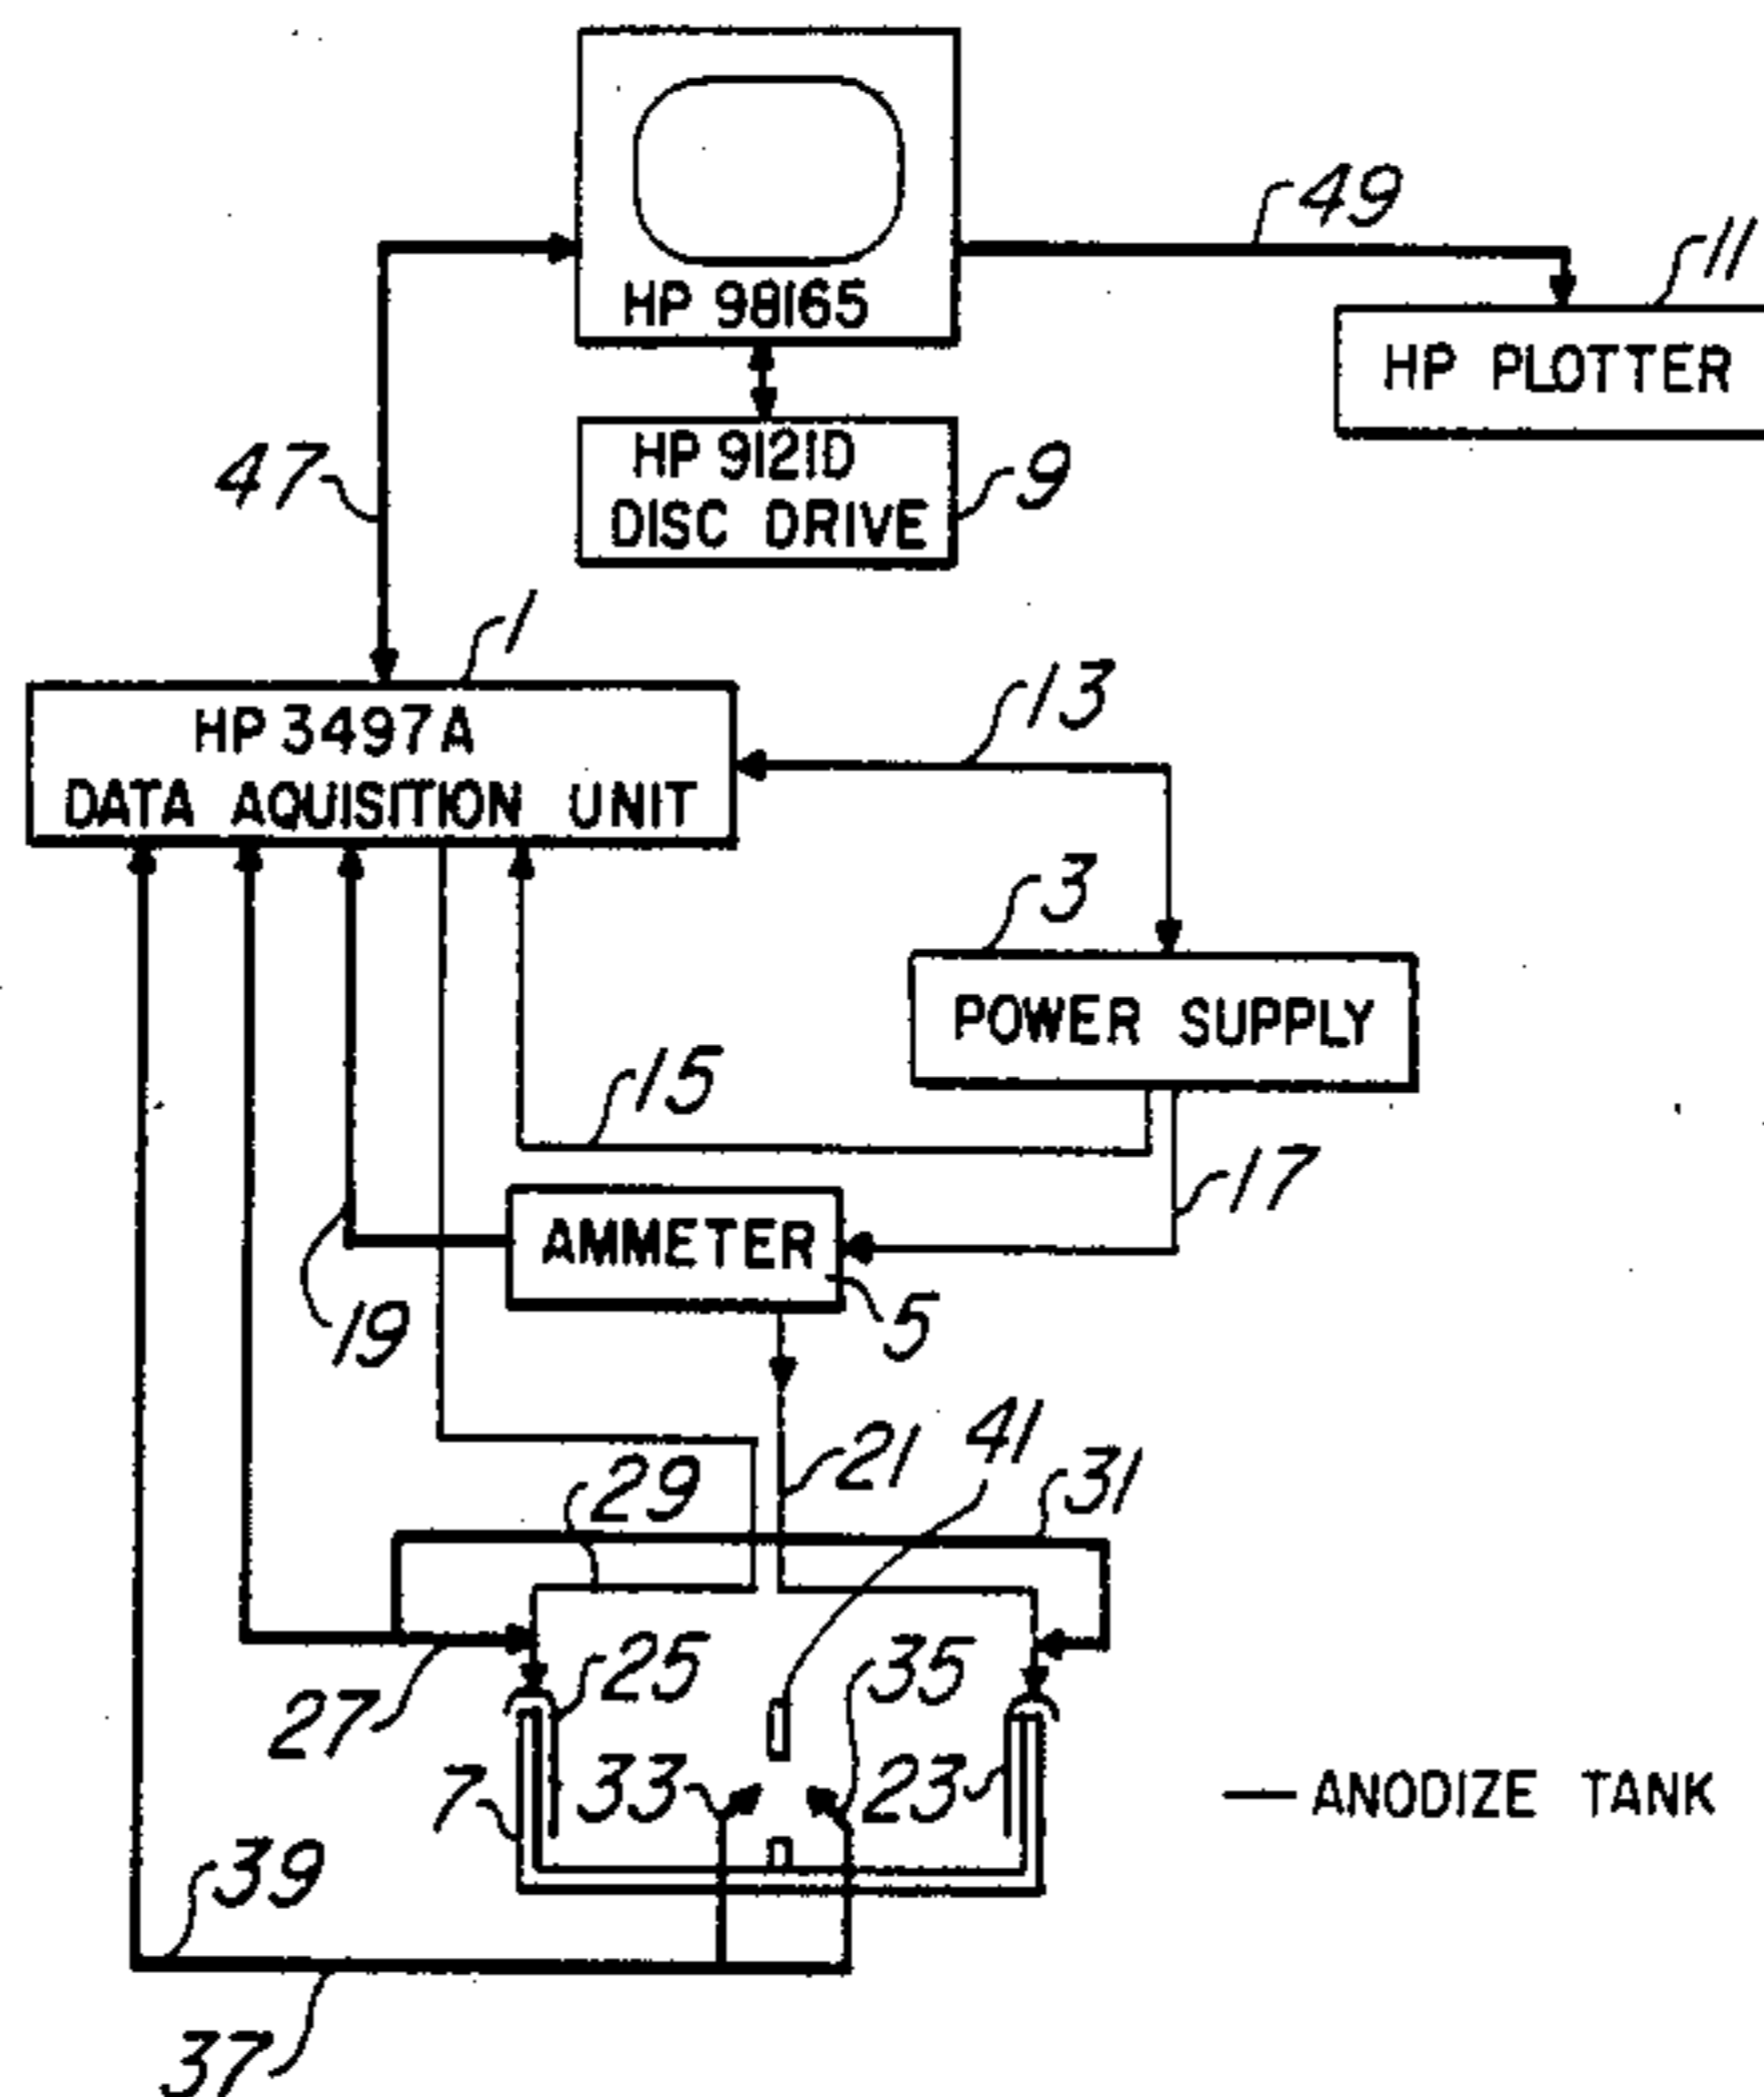 HP 98165
49
11
HP PLOTTER
47
HP 9121D
DISC DRIVE
9
1
HP 3497A
DATA AQUISITION UNIT
13
3
POWER SUPPLY
15
17
AMMETER
5
19
41
21
31
29
25
35
27
33
23
7
ANODIZE TANK
39
37